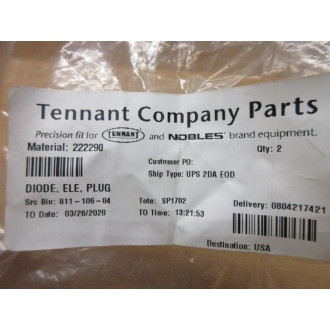 Tennant Company Parts
Precision fit for TENNANT and NOBLES brand equipment.
Material: 222290 Qty: 2
Customer PO:
Ship Type: UPS 2DA EOD
DIODE, ELE, PLUG
Src Bin: 811-106-04 Tote: SP1702 Delivery: 0804217421
TO Date: 03/26/2020 TO Time: 13:21:53
Destination: USA